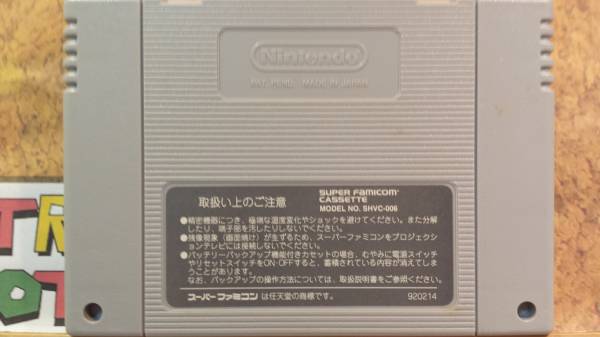 Nintendo
PAT. PEND. MADE IN JAPAN
取扱い上のご注意
SUPER FAMICOM
CASSETTE
MODEL NO. SHVC-006
●精密機器につき、極端な温度変化やショックを避けてください。また分解
したり、端子部を汚したりしないでください。
●残像現象（画面焼け）が生ずるため、スーパーファミコンをプロジェクシ
ョンテレビには接続しないでください。
●バッテリーバックアップ機能付きカセットの場合、むやみに電源スイッチ
やリセットスイッチをON・OFFすると、蓄積されている内容が消えてしま
うことがあります。
なお、バックアップの操作方法については、取扱説明書をご参照ください。
スーパーファミコンは任天堂の商標です。
920214
TR
OT